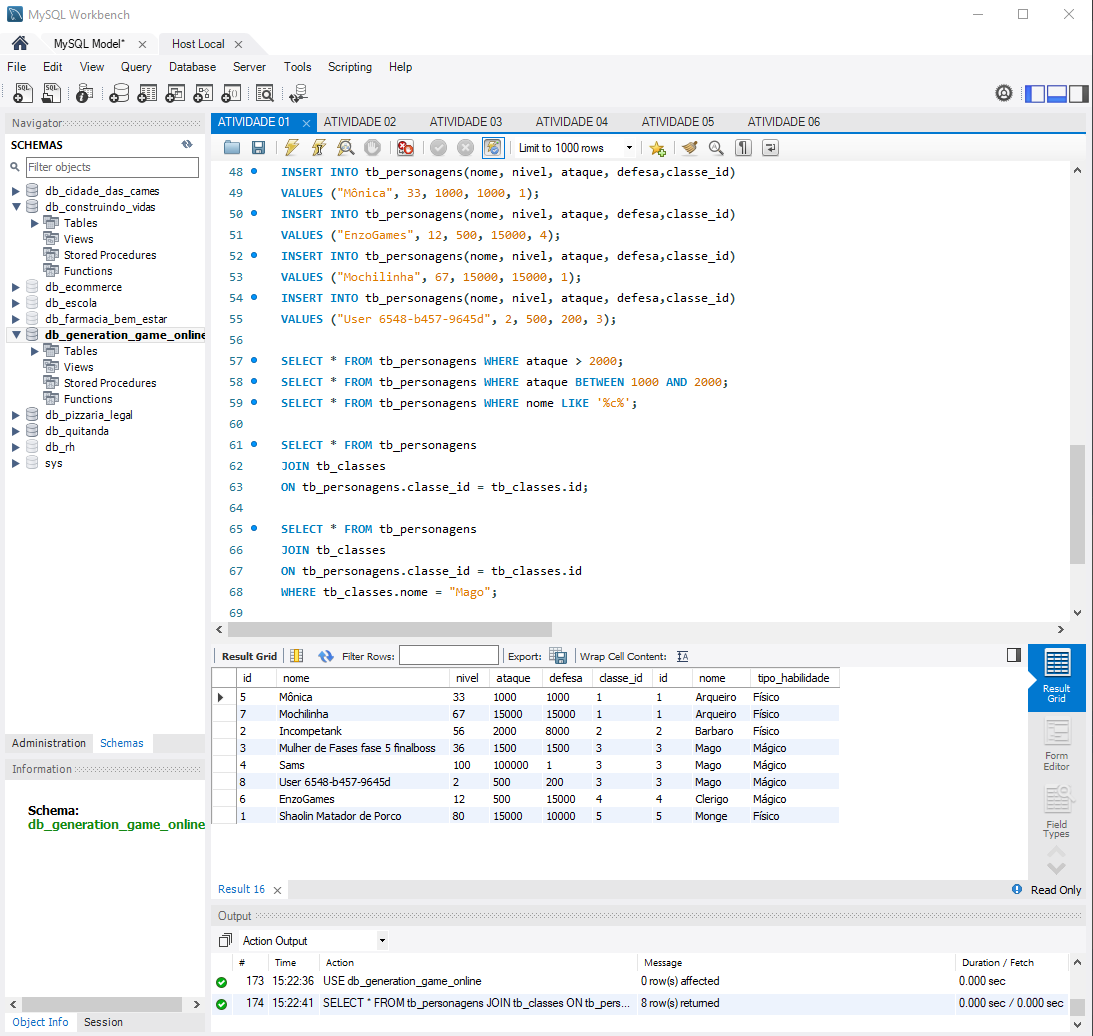 MySQL Workbench
MySQL Model* Host Local
File Edit View Query Database Server Tools Scripting Help
Navigator
SCHEMAS
Filter objects
db_cidade_das_carnes
db_construindo_vidas
Tables
Views
Stored Procedures
Functions
db_ecommerce
db_escola
db_farmacia_bem_estar
db_generation_game_online
Tables
Views
Stored Procedures
Functions
db_pizzaria_legal
db_quitanda
db_rh
sys
Administration Schemas
Information
Schema:
db_generation_game_online
Object Info Session
ATIVIDADE 01 ATIVIDADE 02 ATIVIDADE 03 ATIVIDADE 04 ATIVIDADE 05 ATIVIDADE 06
Limit to 1000 rows
48 INSERT INTO tb_personagens(nome, nivel, ataque, defesa,classe_id)
49 VALUES ("Mônica", 33, 1000, 1000, 1);
50 INSERT INTO tb_personagens(nome, nivel, ataque, defesa,classe_id)
51 VALUES ("EnzoGames", 12, 500, 15000, 4);
52 INSERT INTO tb_personagens(nome, nivel, ataque, defesa,classe_id)
53 VALUES ("Mochilinha", 67, 15000, 15000, 1);
54 INSERT INTO tb_personagens(nome, nivel, ataque, defesa,classe_id)
55 VALUES ("User 6548-b457-9645d", 2, 500, 200, 3);
56
57 SELECT * FROM tb_personagens WHERE ataque > 2000;
58 SELECT * FROM tb_personagens WHERE ataque BETWEEN 1000 AND 2000;
59 SELECT * FROM tb_personagens WHERE nome LIKE '%c%';
60
61 SELECT * FROM tb_personagens
62 JOIN tb_classes
63 ON tb_personagens.classe_id = tb_classes.id;
64
65 SELECT * FROM tb_personagens
66 JOIN tb_classes
67 ON tb_personagens.classe_id = tb_classes.id
68 WHERE tb_classes.nome = "Mago";
69
Result Grid Filter Rows: Export: Wrap Cell Content:
id nome nivel ataque defesa classe_id id nome tipo_habilidade
5 Mônica 33 1000 1000 1 1 Arqueiro Físico
7 Mochilinha 67 15000 15000 1 1 Arqueiro Físico
2 Incompetank 56 2000 8000 2 2 Barbaro Físico
3 Mulher de Fases fase 5 finalboss 36 1500 1500 3 3 Mago Mágico
4 Sams 100 100000 1 3 3 Mago Mágico
8 User 6548-b457-9645d 2 500 200 3 3 Mago Mágico
6 EnzoGames 12 500 15000 4 4 Clerigo Mágico
1 Shaolin Matador de Porco 80 15000 10000 5 5 Monge Físico
Result Grid
Form Editor
Field Types
Result 16 Read Only
Output
Action Output
# Time Action Message Duration / Fetch
173 15:22:36 USE db_generation_game_online 0 row(s) affected 0.000 sec
174 15:22:41 SELECT * FROM tb_personagens JOIN tb_classes ON tb_pers... 8 row(s) returned 0.000 sec / 0.000 sec